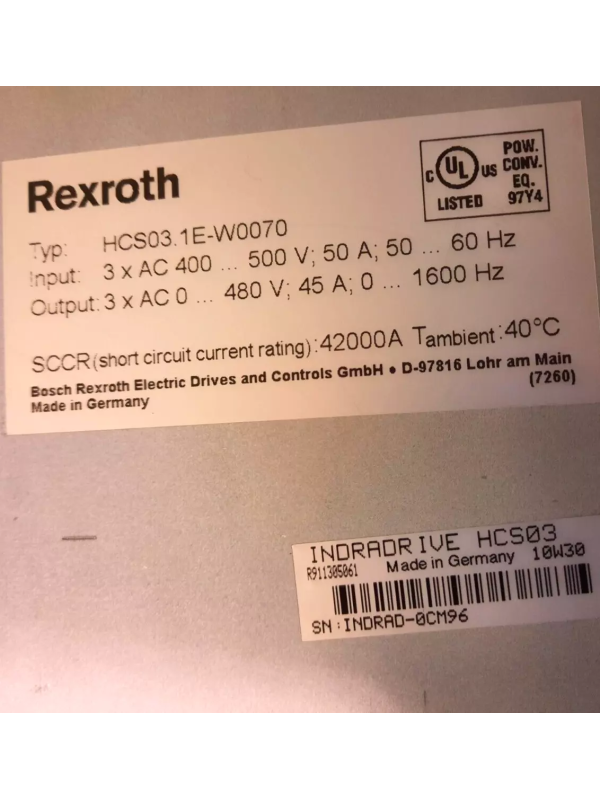 Rexroth
c UL us LISTED
POW.
CONV.
EQ.
97Y4
Typ: HCS03.1E-W0070
Input: 3 x AC 400 ... 500 V; 50 A; 50 ... 60 Hz
Output: 3 x AC 0 ... 480 V; 45 A; 0 ... 1600 Hz
SCCR (short circuit current rating) : 42000A Tambient : 40°C
Bosch Rexroth Electric Drives and Controls GmbH • D-97816 Lohr am Main
Made in Germany (7260)
INDRADRIVE HCS03
R911305061 Made in Germany 10W30
SN:INDRAD-0CM96